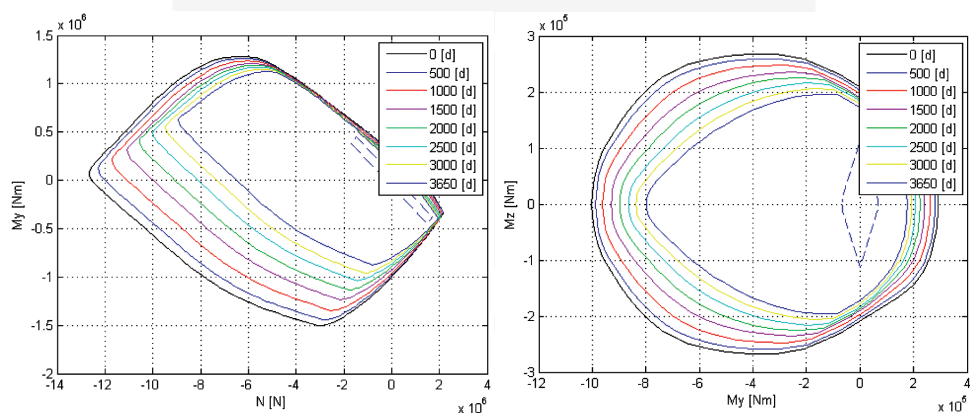 x 10^6
1.5
1
0.5
0
-0.5
-1
-1.5
-2
My [Nm]
-14 -12 -10 -8 -6 -4 -2 0 2 4
N [N]
x 10^6
0 [d]
500 [d]
1000 [d]
1500 [d]
2000 [d]
2500 [d]
3000 [d]
3650 [d]
x 10^5
3
2
1
0
-1
-2
-3
Mz [Nm]
-12 -10 -8 -6 -4 -2 0 2 4
My [Nm]
x 10^6
0 [d]
500 [d]
1000 [d]
1500 [d]
2000 [d]
2500 [d]
3000 [d]
3650 [d]